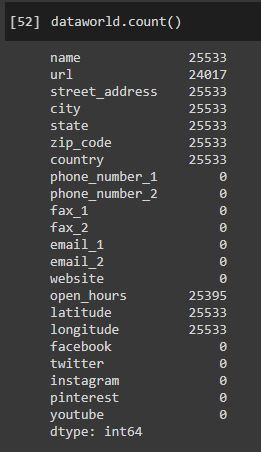 [52] dataworld.count()
name 25533
url 24017
street_address 25533
city 25533
state 25533
zip_code 25533
country 25533
phone_number_1 0
phone_number_2 0
fax_1 0
fax_2 0
email_1 0
email_2 0
website 0
open_hours 25395
latitude 25533
longitude 25533
facebook 0
twitter 0
instagram 0
pinterest 0
youtube 0
dtype: int64